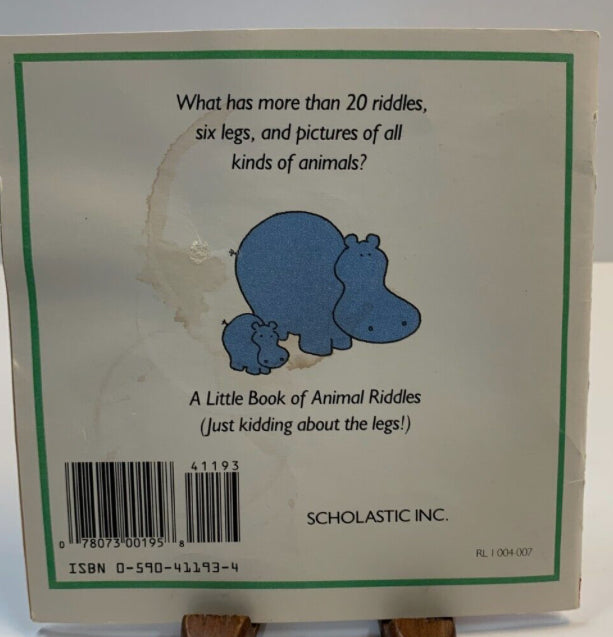 What has more than 20 riddles,
six legs, and pictures of all
kinds of animals?
A Little Book of Animal Riddles
(Just kidding about the legs!)
41193
0 78073 00195 8
ISBN 0-590-41193-4
SCHOLASTIC INC.
RL 1 004-007